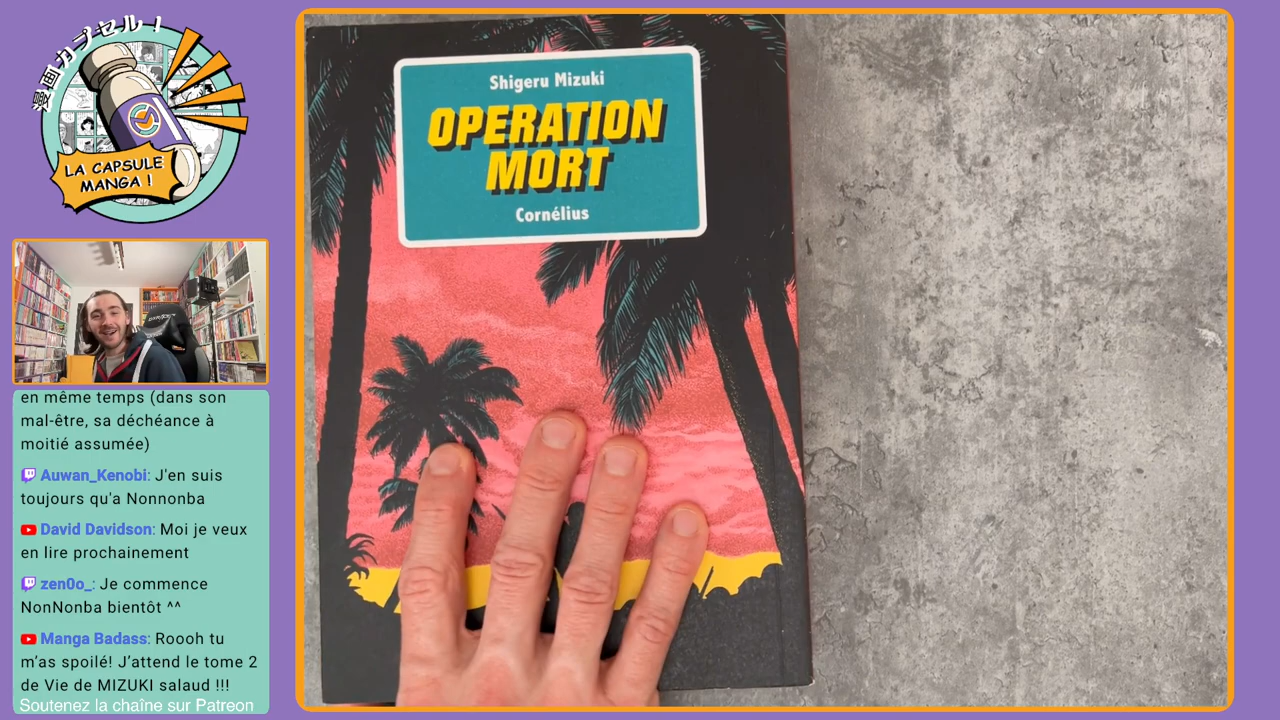 漫画カプセル!
LA CAPSULE
MANGA !
Shigeru Mizuki
OPERATION
MORT
Cornélius
en même temps (dans son
mal-être, sa déchéance à
moitié assumée)
Auwan_Kenobi: J'en suis
toujours qu'a Nonnonba
David Davidson: Moi je veux
en lire prochainement
zen0o_: Je commence
NonNonba bientôt ^^
Manga Badass: Roooh tu
m’as spoilé! J’attend le tome 2
de Vie de MIZUKI salaud !!!
Soutenez la chaîne sur Patreon